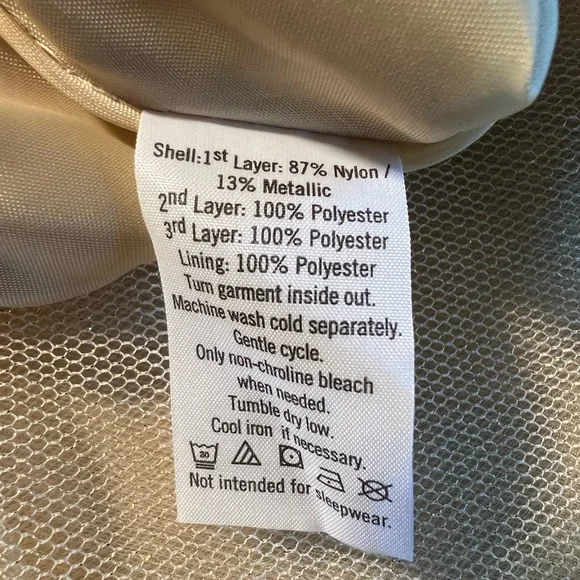 Shell:1st Layer: 87% Nylon /
13% Metallic
2nd Layer: 100% Polyester
3rd Layer: 100% Polyester
Lining: 100% Polyester
Turn garment inside out.
Machine wash cold separately.
Gentle cycle.
Only non-chroline bleach
when needed.
Tumble dry low.
Cool iron if necessary.
30
Not intended for sleepwear.